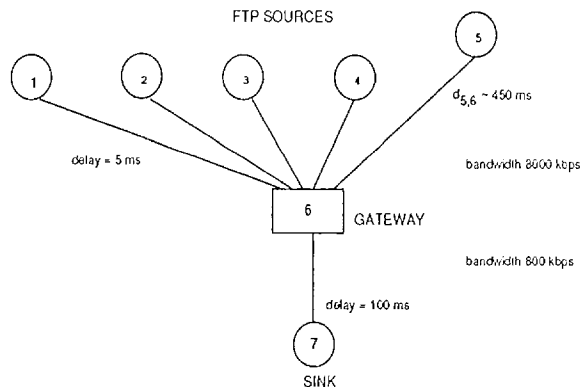 FTP SOURCES
1
2
3
4
5
d5,6 ~ 450 ms
delay = 5 ms
bandwidth 8000 kbps
6
GATEWAY
bandwidth 800 kbps
delay = 100 ms
7
SINK